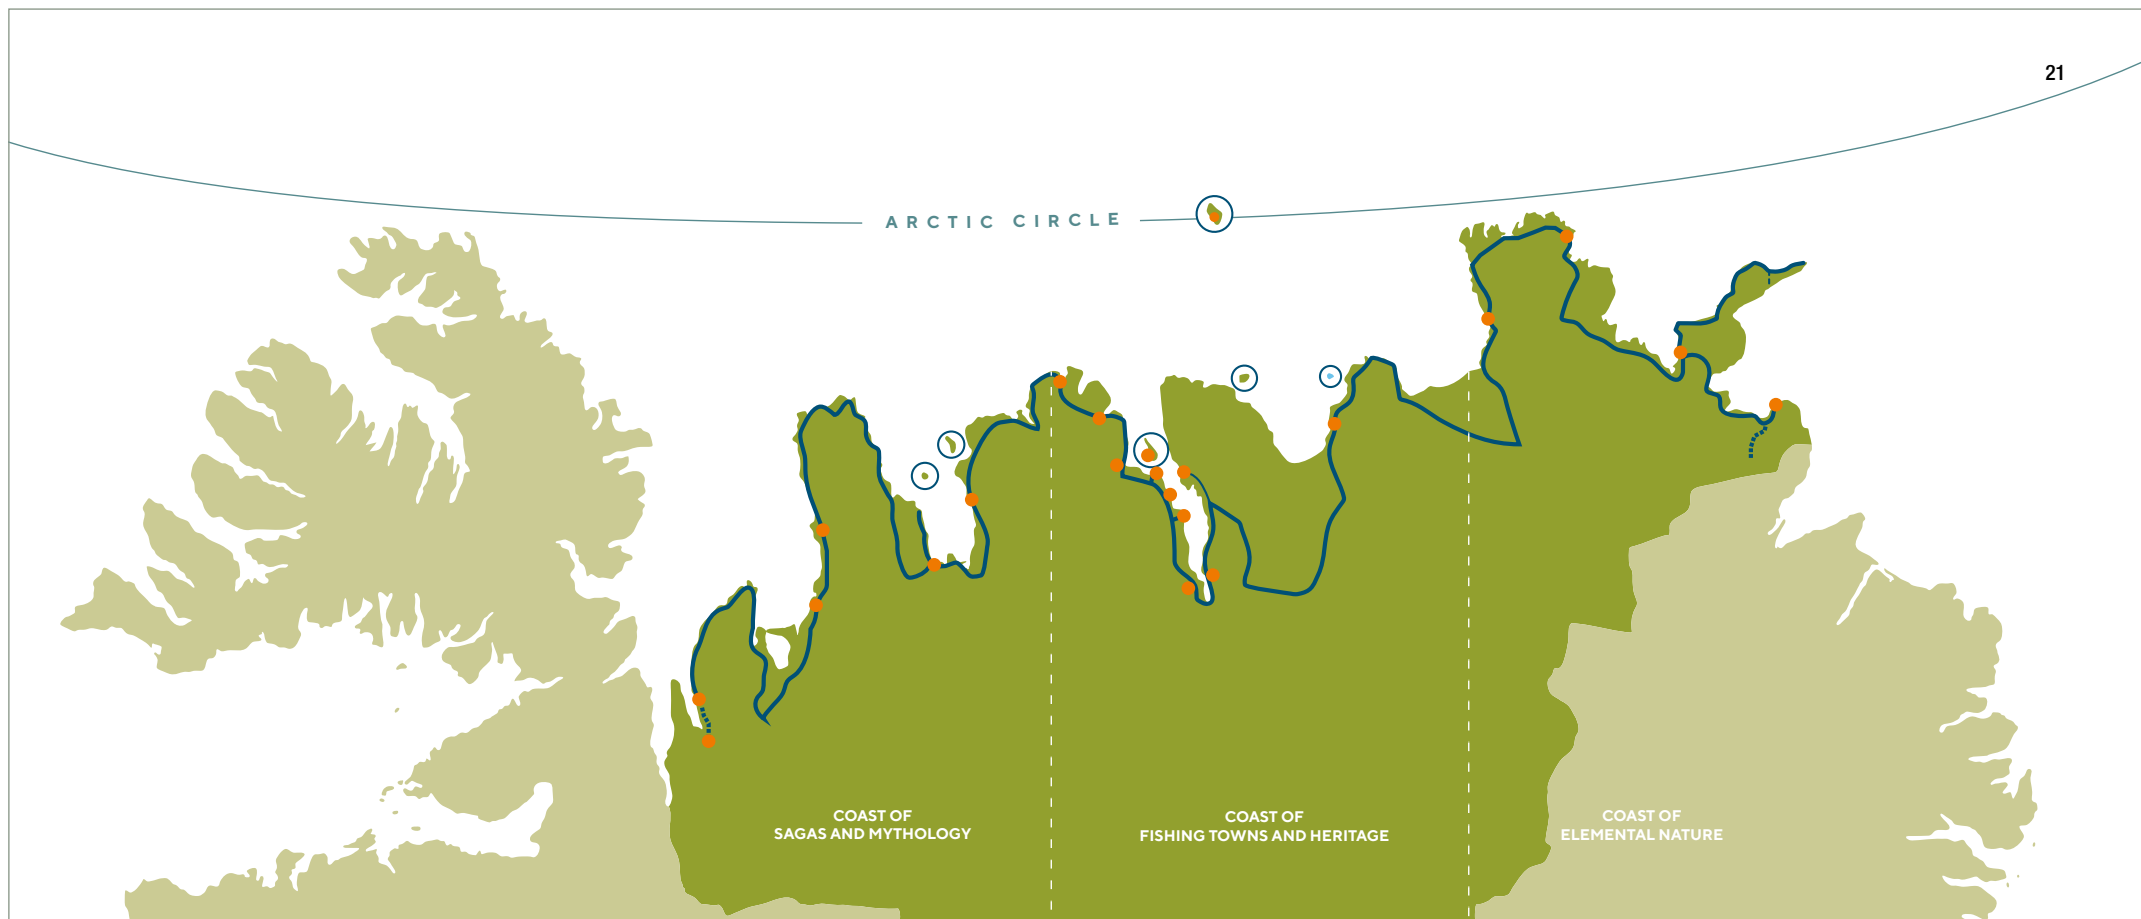 21
ARCTIC CIRCLE
COAST OF
SAGAS AND MYTHOLOGY
COAST OF
FISHING TOWNS AND HERITAGE
COAST OF
ELEMENTAL NATURE